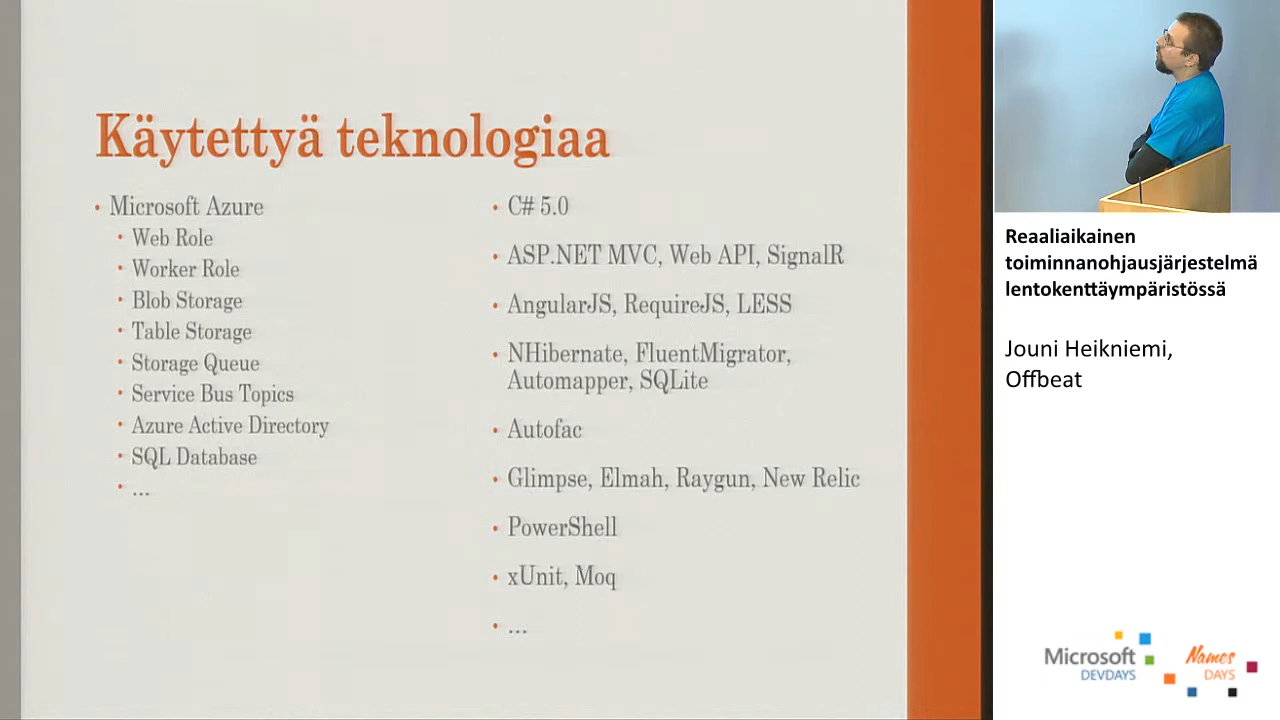 Käytettyä teknologiaa
• Microsoft Azure
• Web Role
• Worker Role
• Blob Storage
• Table Storage
• Storage Queue
• Service Bus Topics
• Azure Active Directory
• SQL Database
• ...
• C# 5.0
• ASP.NET MVC, Web API, SignalR
• AngularJS, RequireJS, LESS
• NHibernate, FluentMigrator,
Automapper, SQLite
• Autofac
• Glimpse, Elmah, Raygun, New Relic
• PowerShell
• xUnit, Moq
• ...
Reaaliaikainen
toiminnanohjausjärjestelmä
lentokenttäympäristössä
Jouni Heikniemi,
Offbeat
Microsoft
DEVDAYS
Names
DAYS